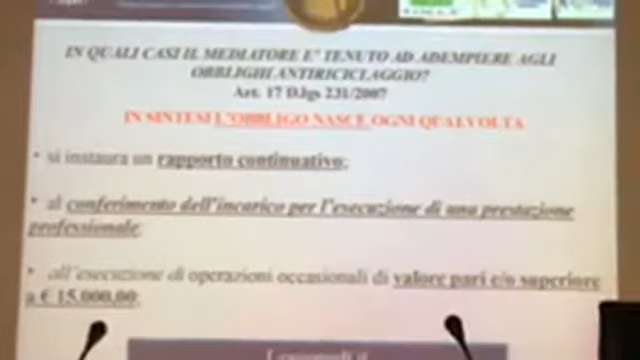 IN QUALI CASI IL MEDIATORE E' TENUTO AD ADEMPIERE AGLI
OBBLIGHI ANTIRICICLAGGIO?
Art. 17 D.lgs 231/2007
IN SINTESI L'OBBLIGO NASCE OGNI QUALVOLTA
• si instaura un rapporto continuativo;
• al conferimento dell'incarico per l'esecuzione di una prestazione
professionale;
• all'esecuzione di operazioni occasionali di valore pari e/o superiore
a € 15.000,00;